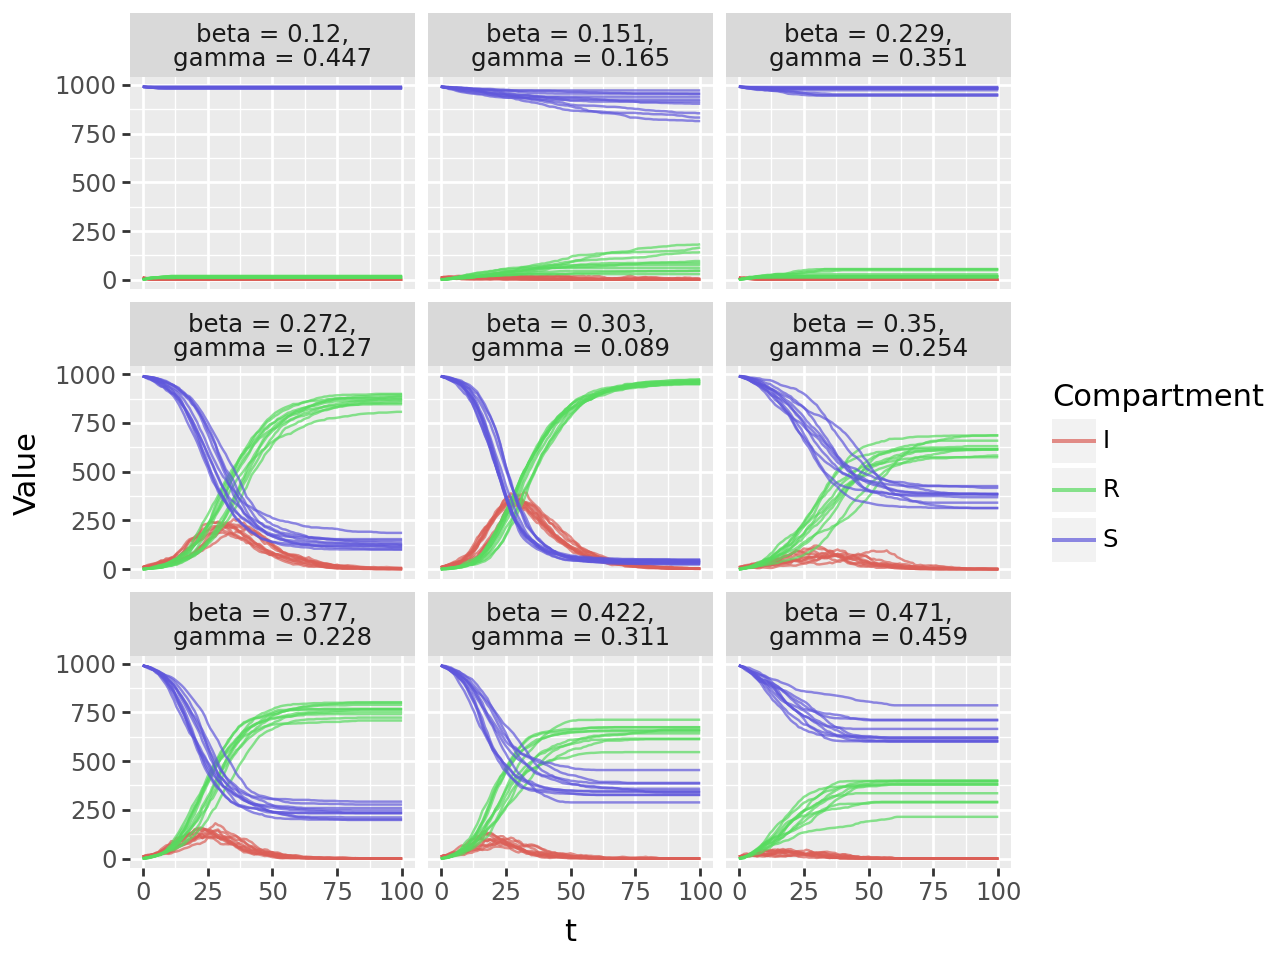 beta = 0.12,
gamma = 0.447
beta = 0.151,
gamma = 0.165
beta = 0.229,
gamma = 0.351
1000
750
500
250
0
beta = 0.272,
gamma = 0.127
beta = 0.303,
gamma = 0.089
beta = 0.35,
gamma = 0.254
1000
750
500
250
0
Value
Compartment
I
R
S
beta = 0.377,
gamma = 0.228
beta = 0.422,
gamma = 0.311
beta = 0.471,
gamma = 0.459
1000
750
500
250
0
0 25 50 75 100 0 25 50 75 100 0 25 50 75 100
t